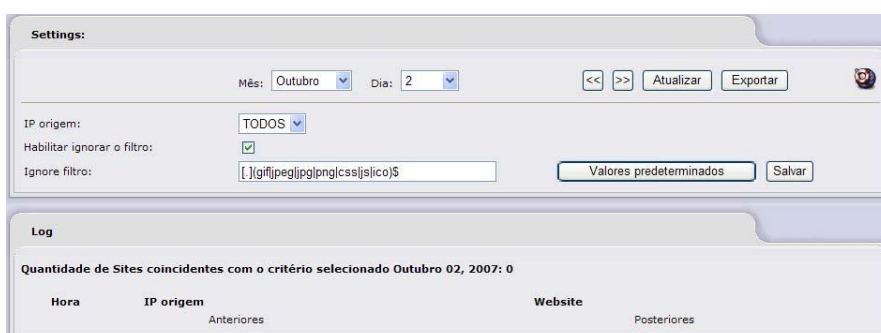 Settings:
Mês: Outubro Dia: 2 << >> Atualizar Exportar
IP origem: TODOS
Habilitar ignorar o filtro:
Ignore filtro: [.](gif|jpeg|jpg|png|css|js|ico)$ Valores predeterminados Salvar
Log
Quantidade de Sites coincidentes com o critério selecionado Outubro 02, 2007: 0
Hora IP origem Website
Anteriores Posteriores